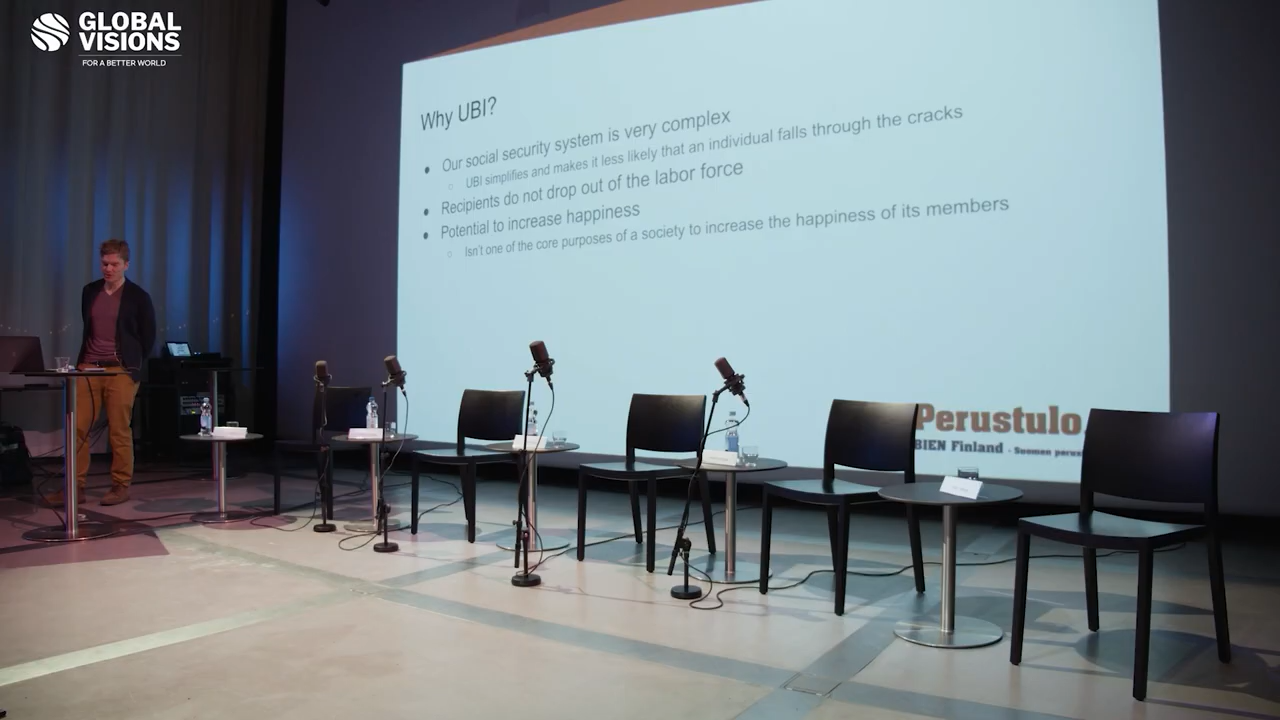 GLOBAL
VISIONS
FOR A BETTER WORLD
Why UBI?
Our social security system is very complex
UBI simplifies and makes it less likely that an individual falls through the cracks
Recipients do not drop out of the labor force
Potential to increase happiness
Isn't one of the core purposes of a society to increase the happiness of its members
Perustulo
BIEN Finland - Suomen perus